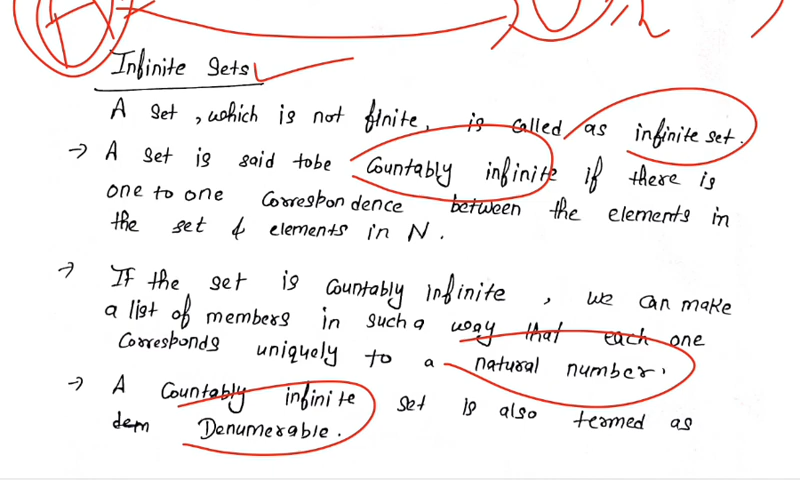 Infinite Sets
A set, which is not finite, is called as infinite set.
→ A set is said tobe Countably infinite if there is
one to one Correspondence between the elements in
the set & elements in N.
→ If the set is Countably infinite, we can make
a list of members in such a way that each one
Corresponds uniquely to a natural number.
→ A Countably infinite set is also termed as
dem Denumerable.